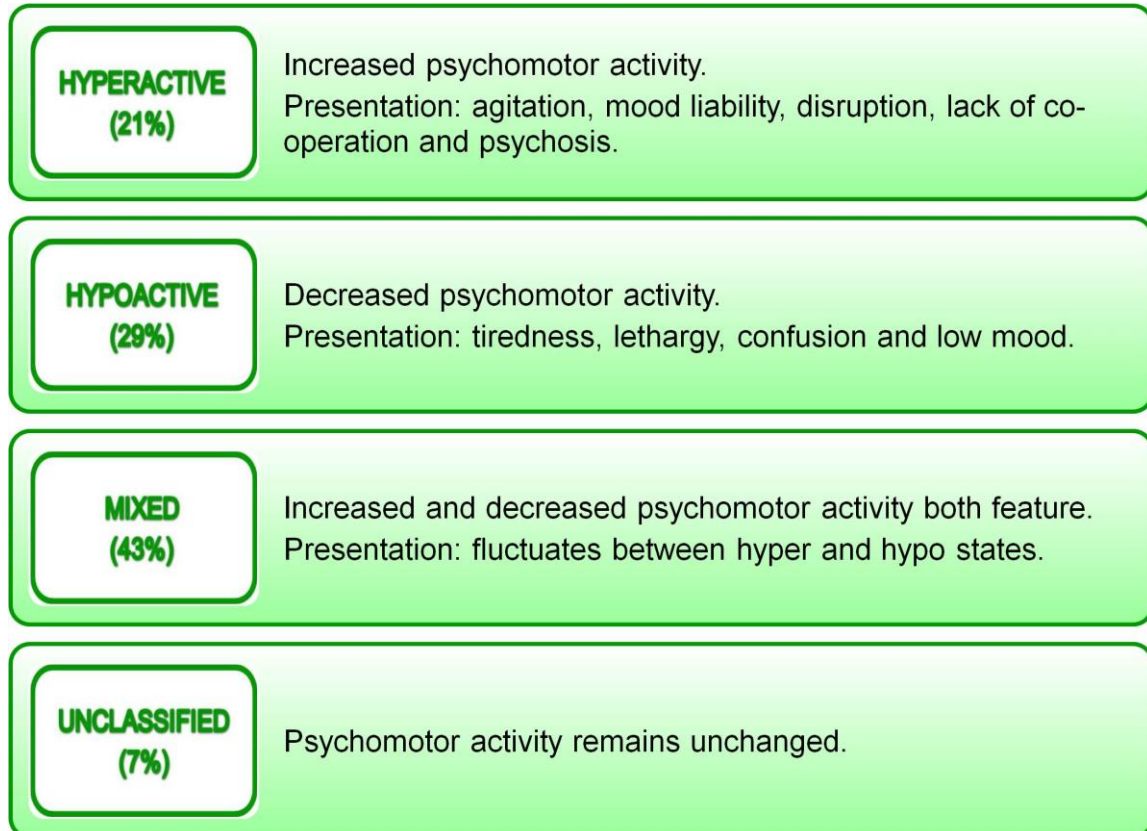 HYPERACTIVE
(21%)
Increased psychomotor activity.
Presentation: agitation, mood liability, disruption, lack of co-
operation and psychosis.
HYPOACTIVE
(29%)
Decreased psychomotor activity.
Presentation: tiredness, lethargy, confusion and low mood.
MIXED
(43%)
Increased and decreased psychomotor activity both feature.
Presentation: fluctuates between hyper and hypo states.
UNCLASSIFIED
(7%)
Psychomotor activity remains unchanged.